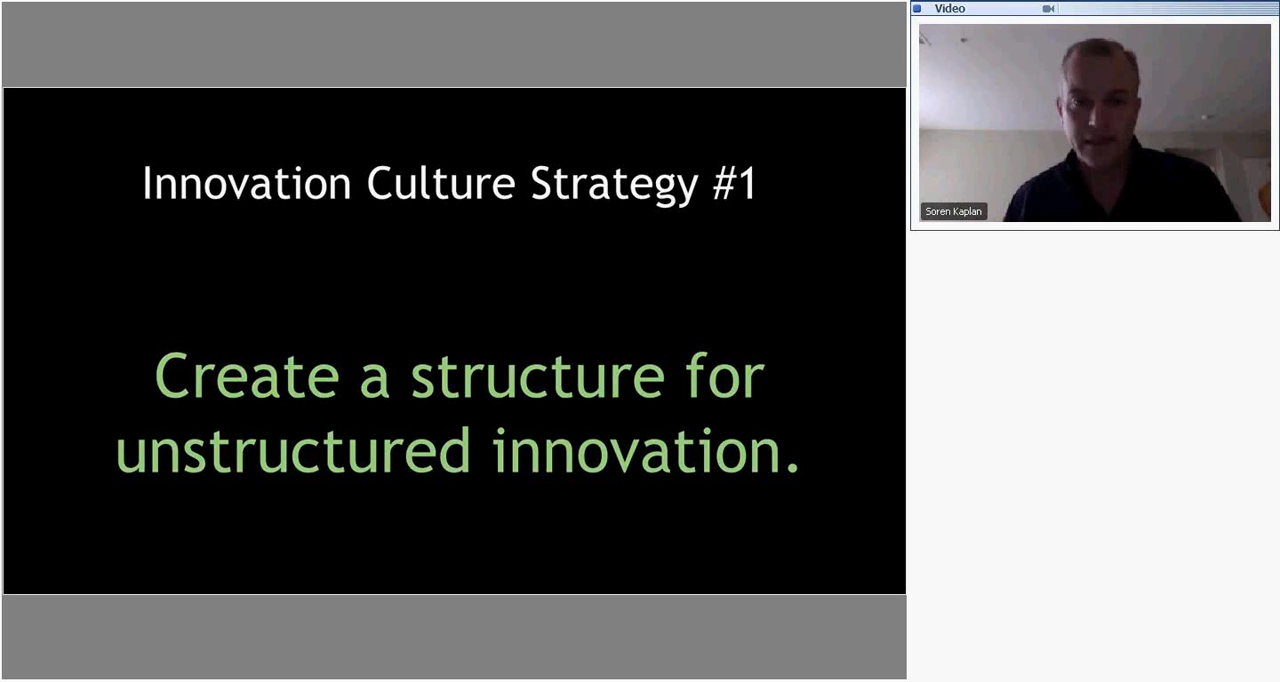 Innovation Culture Strategy #1
Create a structure for
unstructured innovation.
Video
Soren Kaplan